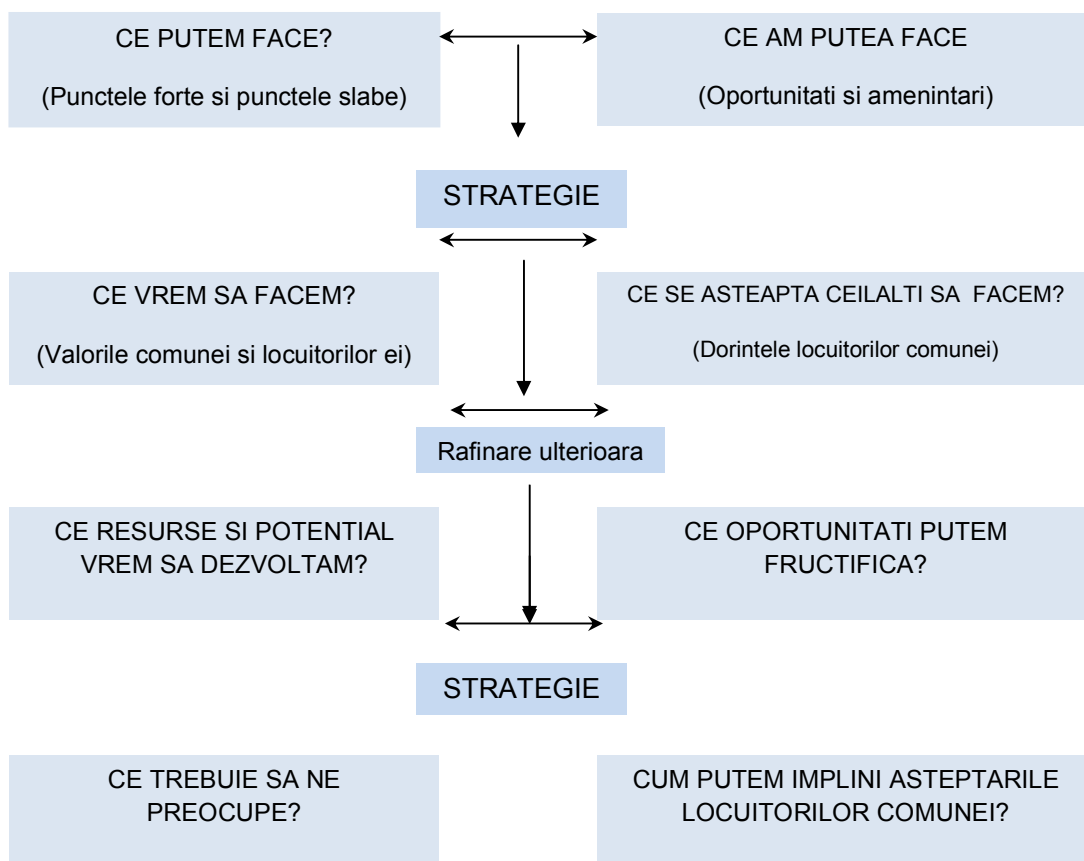 CE PUTEM FACE?
(Punctele forte si punctele slabe)
CE AM PUTEA FACE
(Oportunitati si amenintari)
STRATEGIE
CE VREM SA FACEM?
(Valorile comunei si locuitorilor ei)
CE SE ASTEAPTA CEILALTI SA FACEM?
(Dorintele locuitorilor comunei)
Rafinare ulterioara
CE RESURSE SI POTENTIAL
VREM SA DEZVOLTAM?
CE OPORTUNITATI PUTEM
FRUCTIFICA?
STRATEGIE
CE TREBUIE SA NE
PREOCUPE?
CUM PUTEM IMPLINI ASTEPTARILE
LOCUITORILOR COMUNEI?